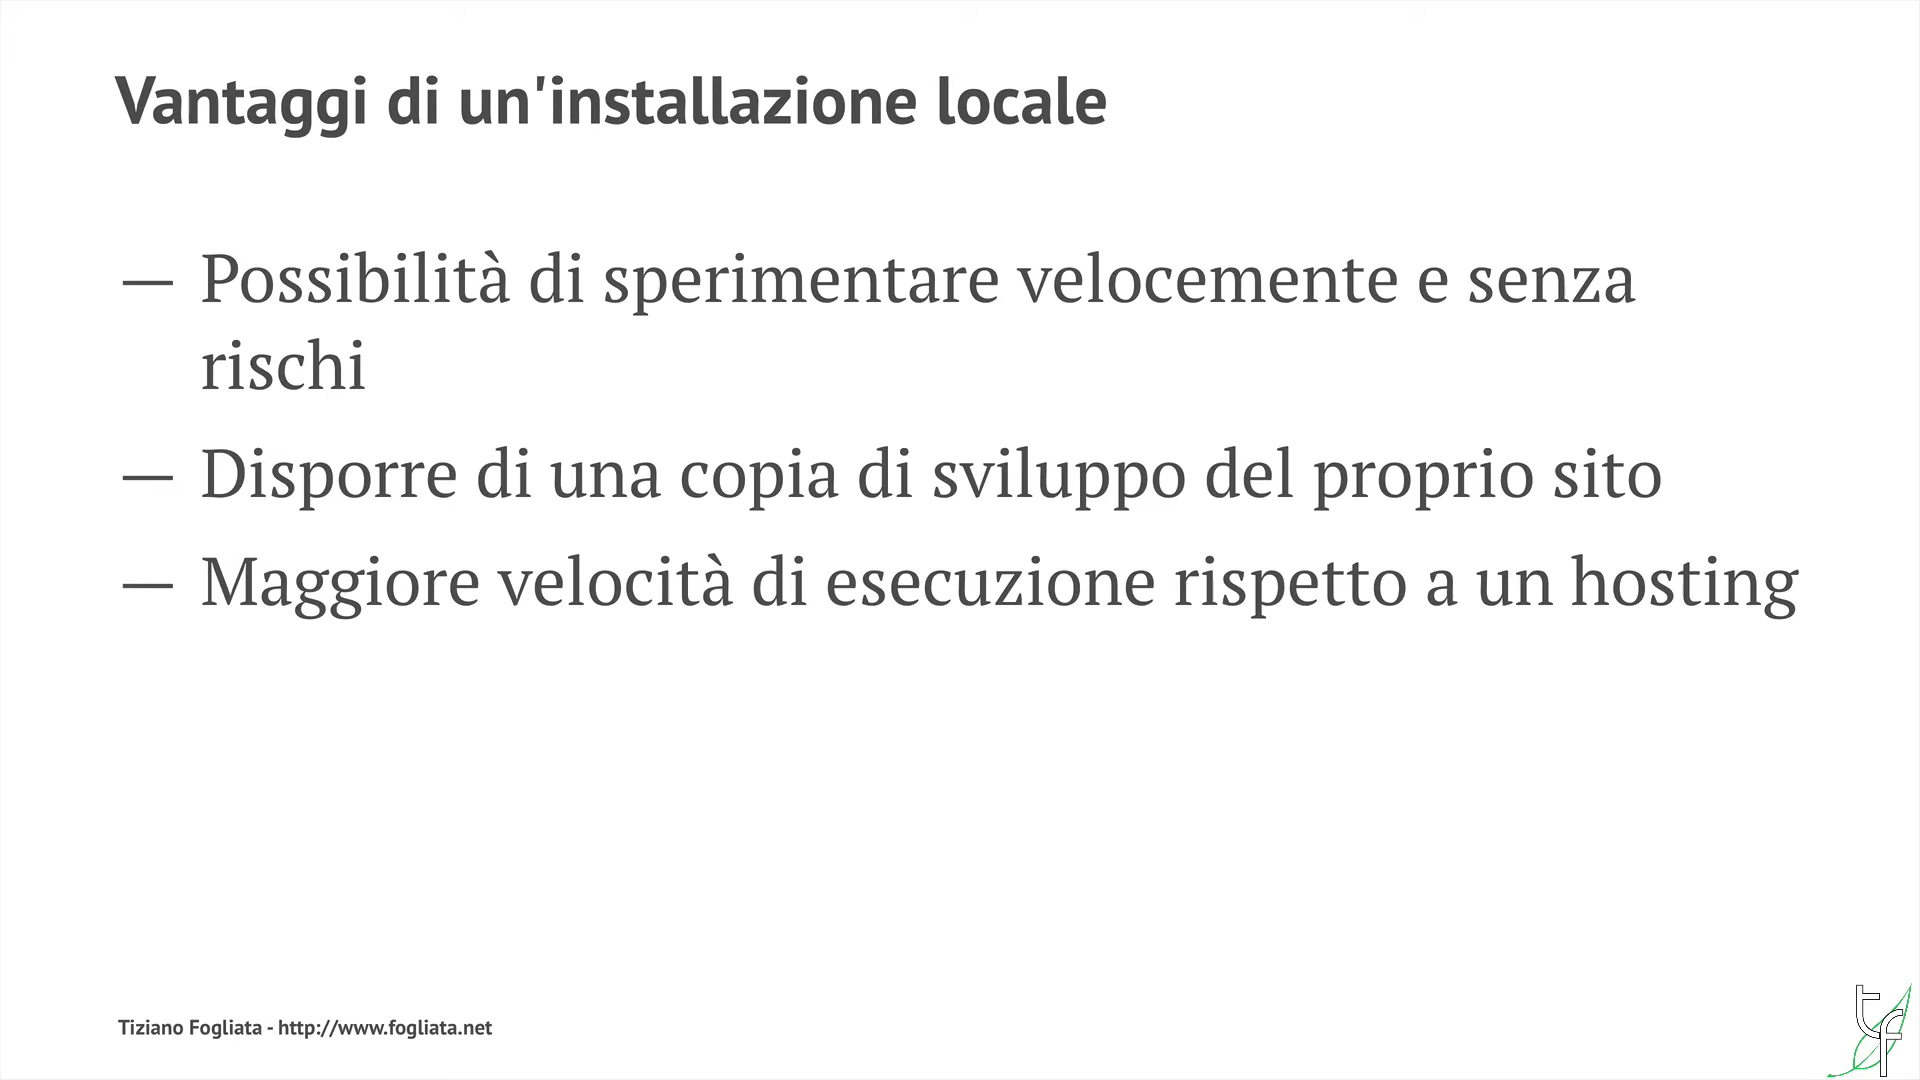 Vantaggi di un'installazione locale
— Possibilità di sperimentare velocemente e senza
rischi
— Disporre di una copia di sviluppo del proprio sito
— Maggiore velocità di esecuzione rispetto a un hosting
Tiziano Fogliata - http://www.fogliata.net
tf